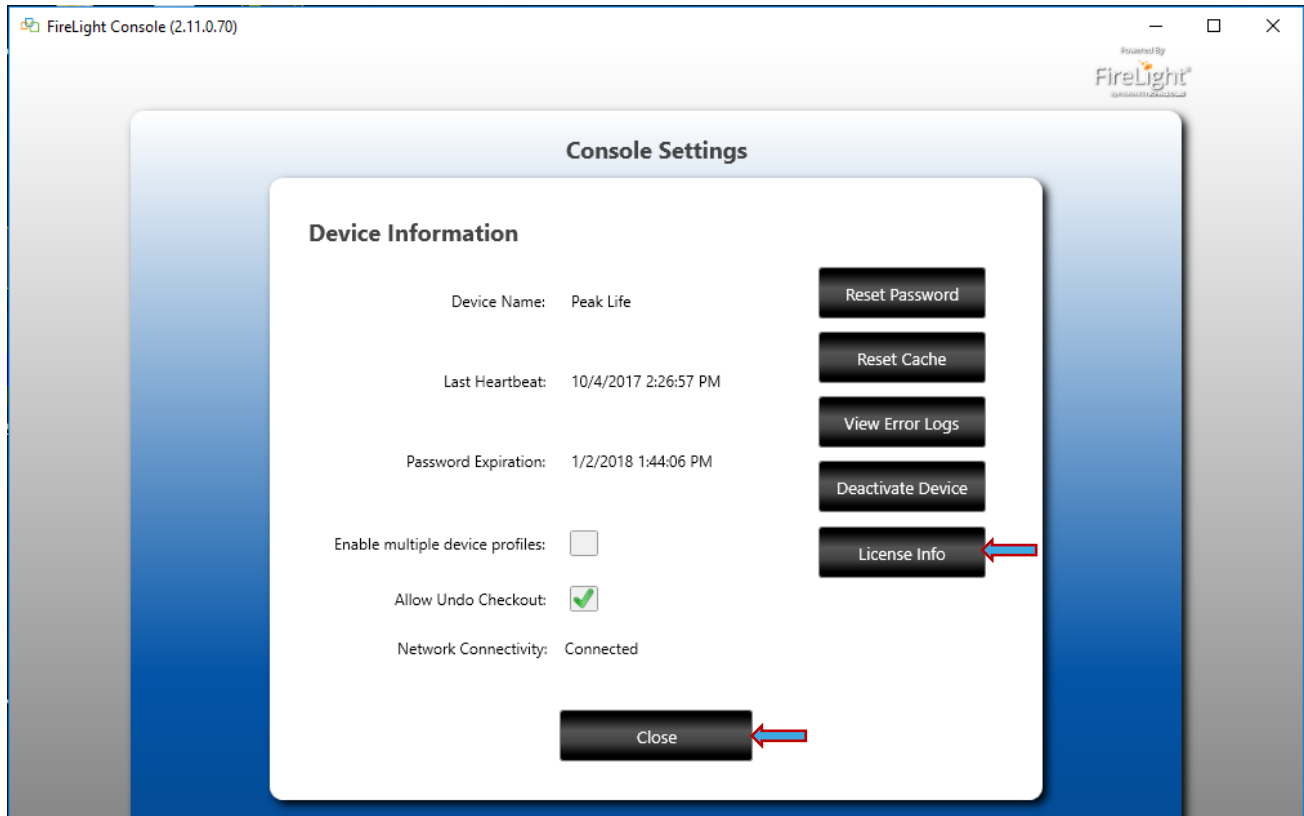 FireLight Console (2.11.0.70)
Powered By
FireLight®
Console Settings
Device Information
Device Name: Peak Life
Last Heartbeat: 10/4/2017 2:26:57 PM
Password Expiration: 1/2/2018 1:44:06 PM
Enable multiple device profiles:
Allow Undo Checkout:
Network Connectivity: Connected
Reset Password
Reset Cache
View Error Logs
Deactivate Device
License Info
Close